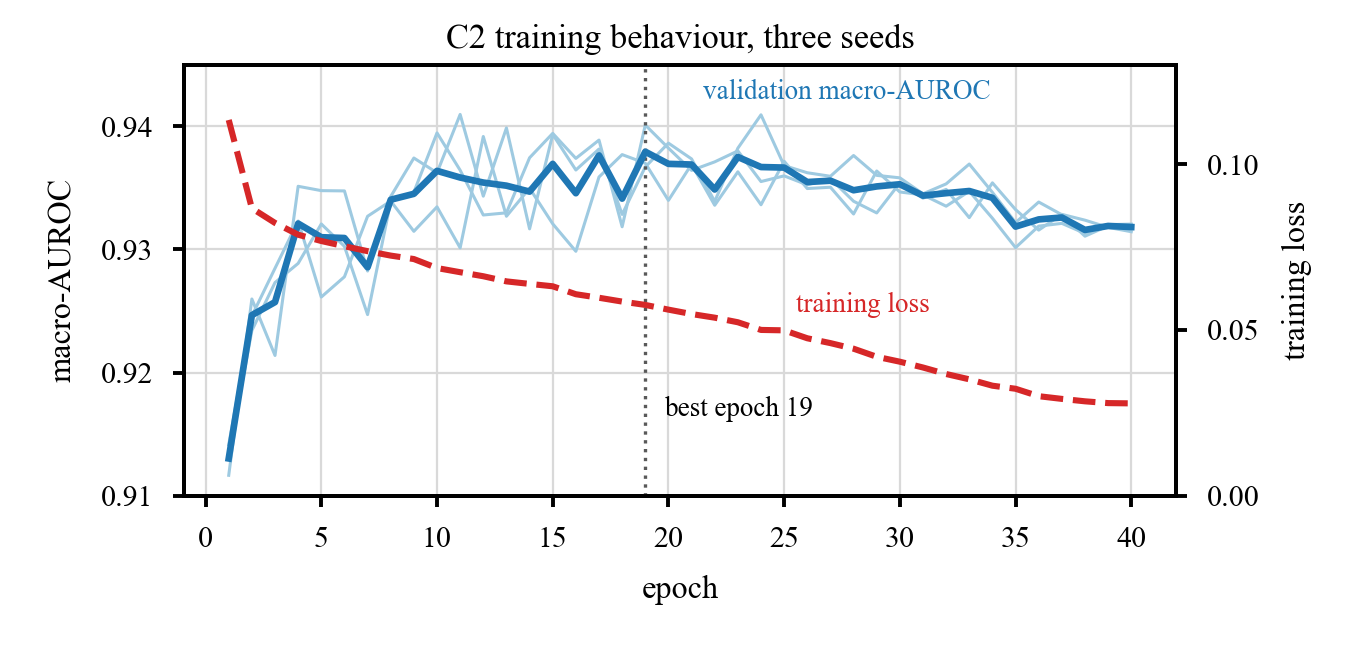 C2 training behaviour, three seeds
validation macro-AUROC
training loss
best epoch 19
macro-AUROC
0.94
0.93
0.92
0.91
training loss
0.10
0.05
0.00
0 5 10 15 20 25 30 35 40
epoch